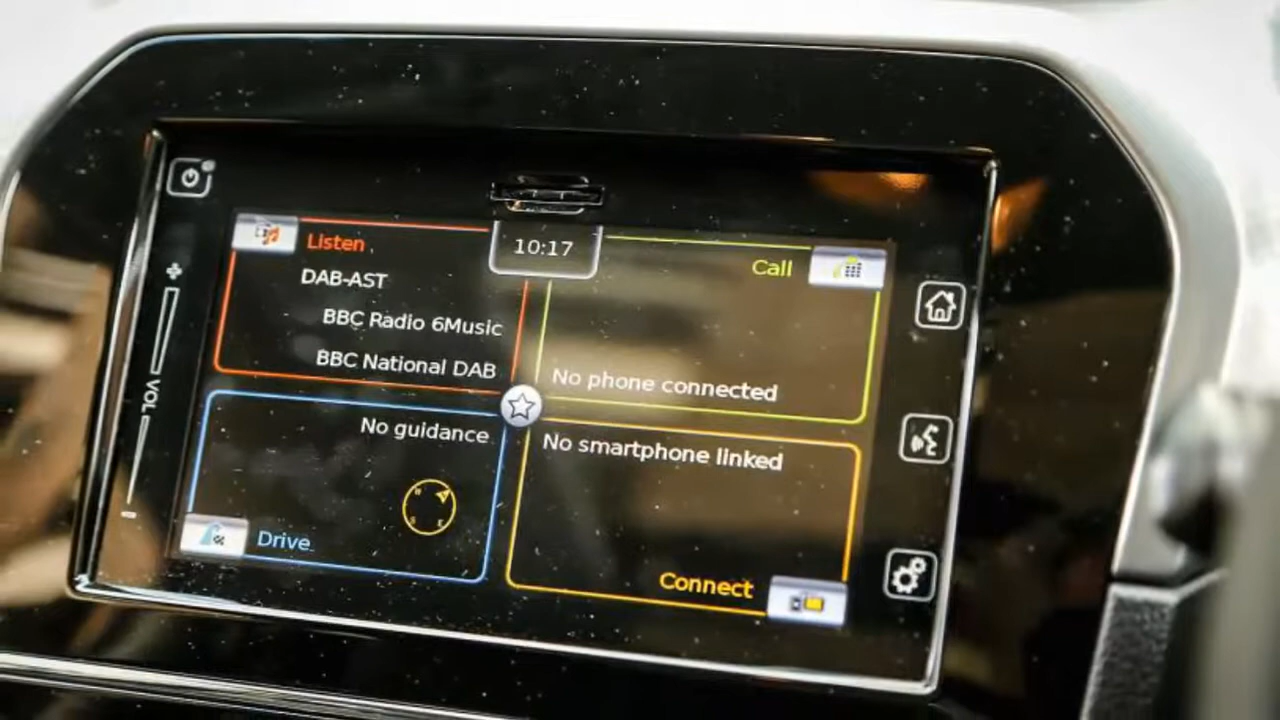 10:17
Listen
DAB-AST
BBC Radio 6Music
BBC National DAB
Call
No phone connected
VOL
No guidance
Drive
No smartphone linked
Connect